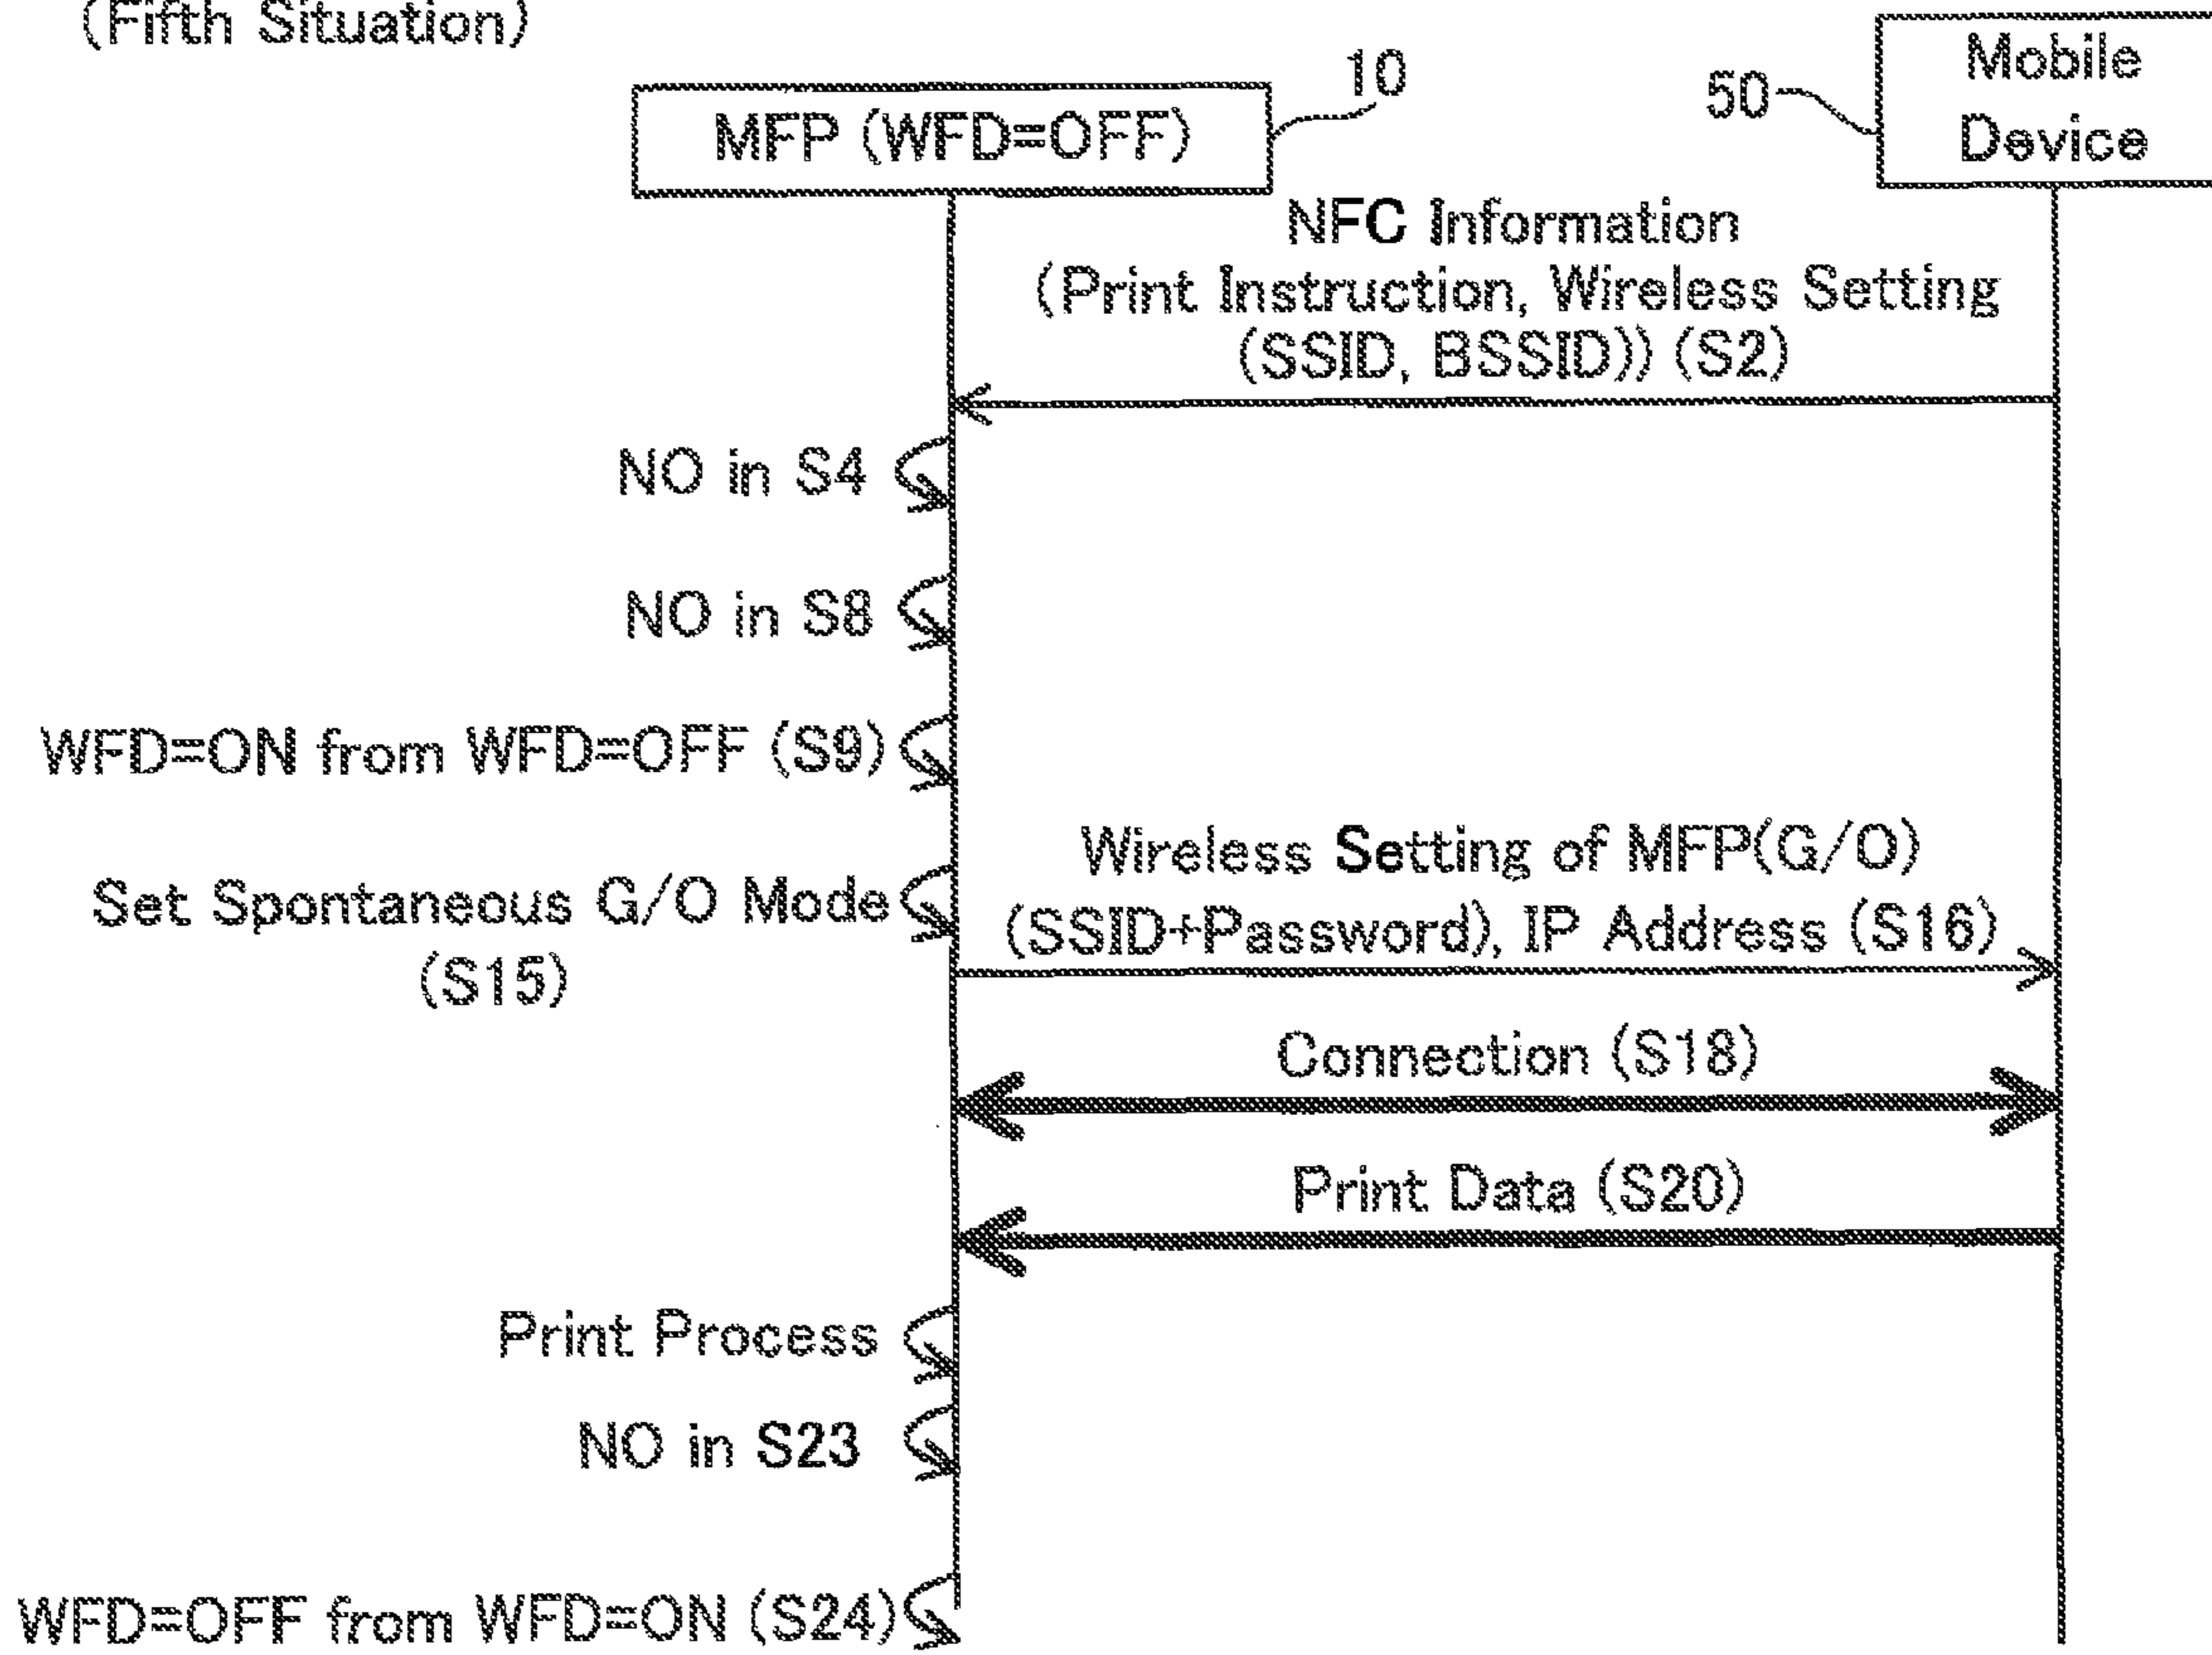 (Fifth Situation)
MFP (WFD=OFF)
10
50
Mobile
Device
NFC Information
(Print Instruction, Wireless Setting
(SSID, BSSID)) (S2)
NO in S4
NO in S8
WFD=ON from WFD=OFF (S9)
Set Spontaneous G/O Mode
(S15)
Wireless Setting of MFP(G/O)
(SSID+Password), IP Address (S16)
Connection (S18)
Print Data (S20)
Print Process
NO in S23
WFD=OFF from WFD=ON (S24)